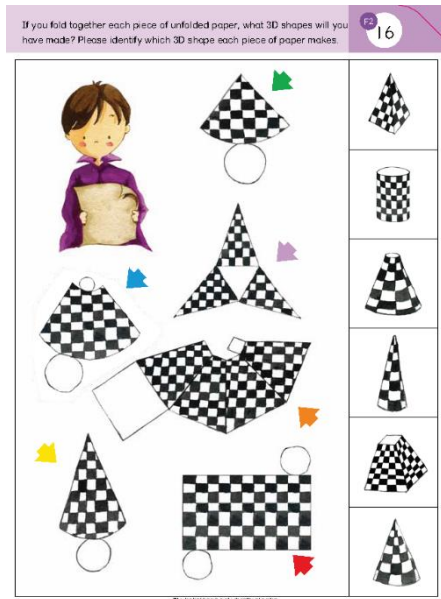 If you fold together each piece of unfolded paper, what 3D shapes will you
have made? Please identify which 3D shape each piece of paper makes.
F2
16